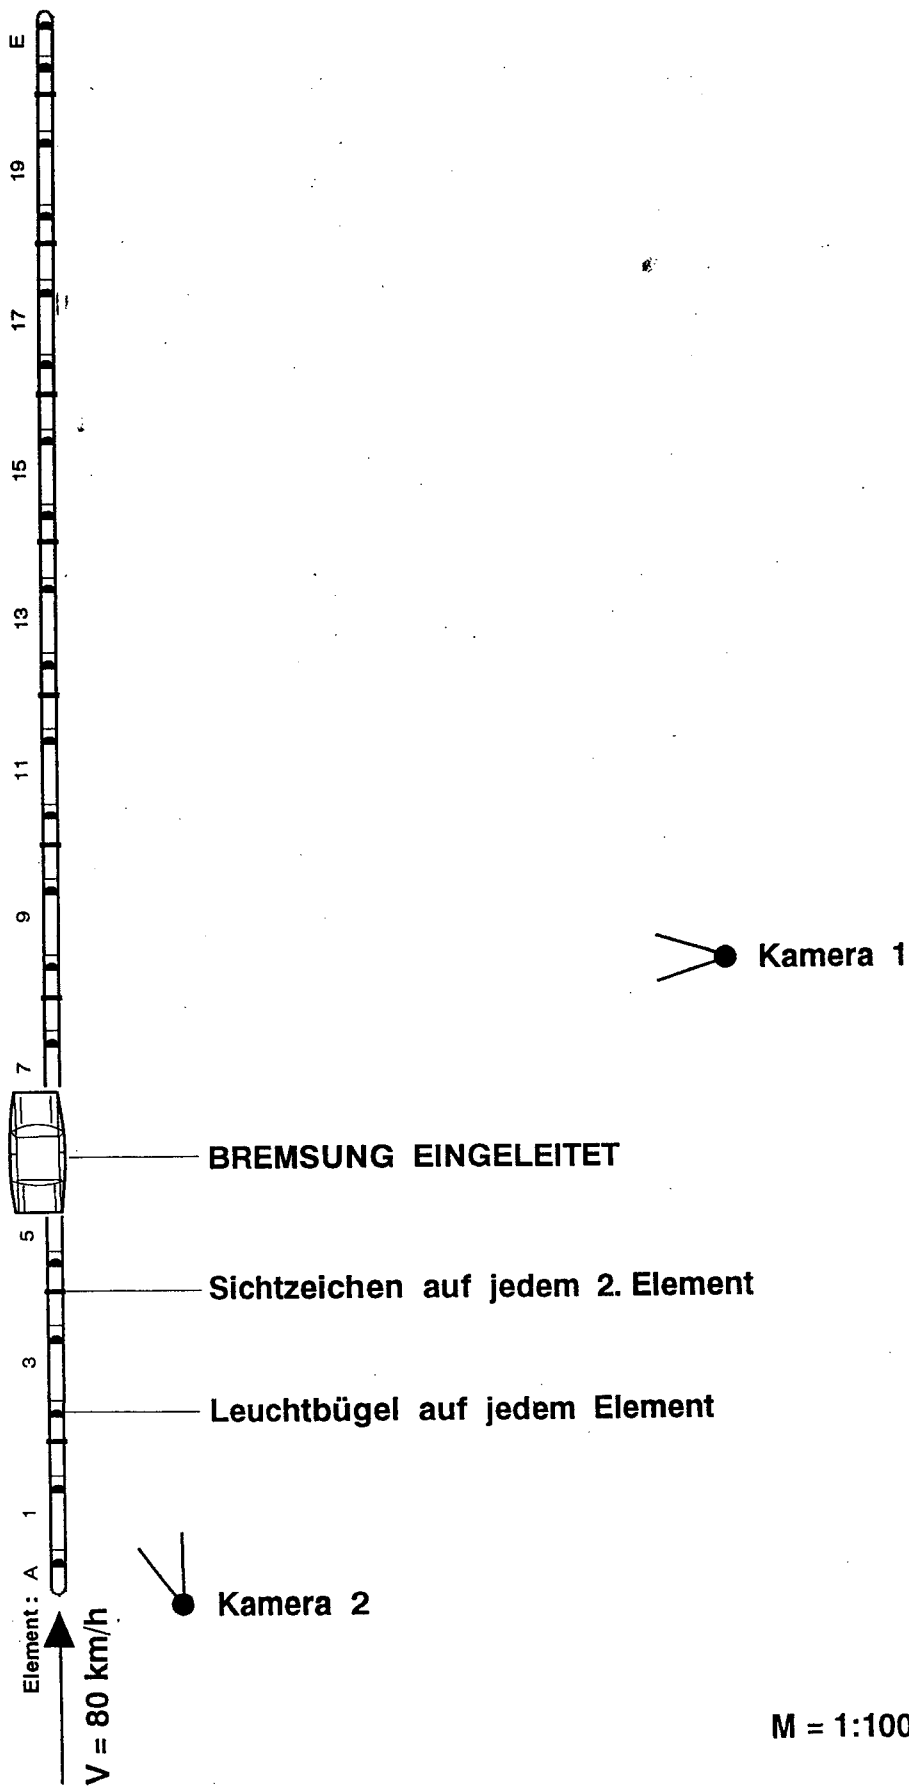 E
19
17
15
13
11
9
Kamera 1
7
BREMSUNG EINGELEITET
5
Sichtzeichen auf jedem 2. Element
3
Leuchtbügel auf jedem Element
1
Element: A
Kamera 2
V = 80 km/h
M = 1:100